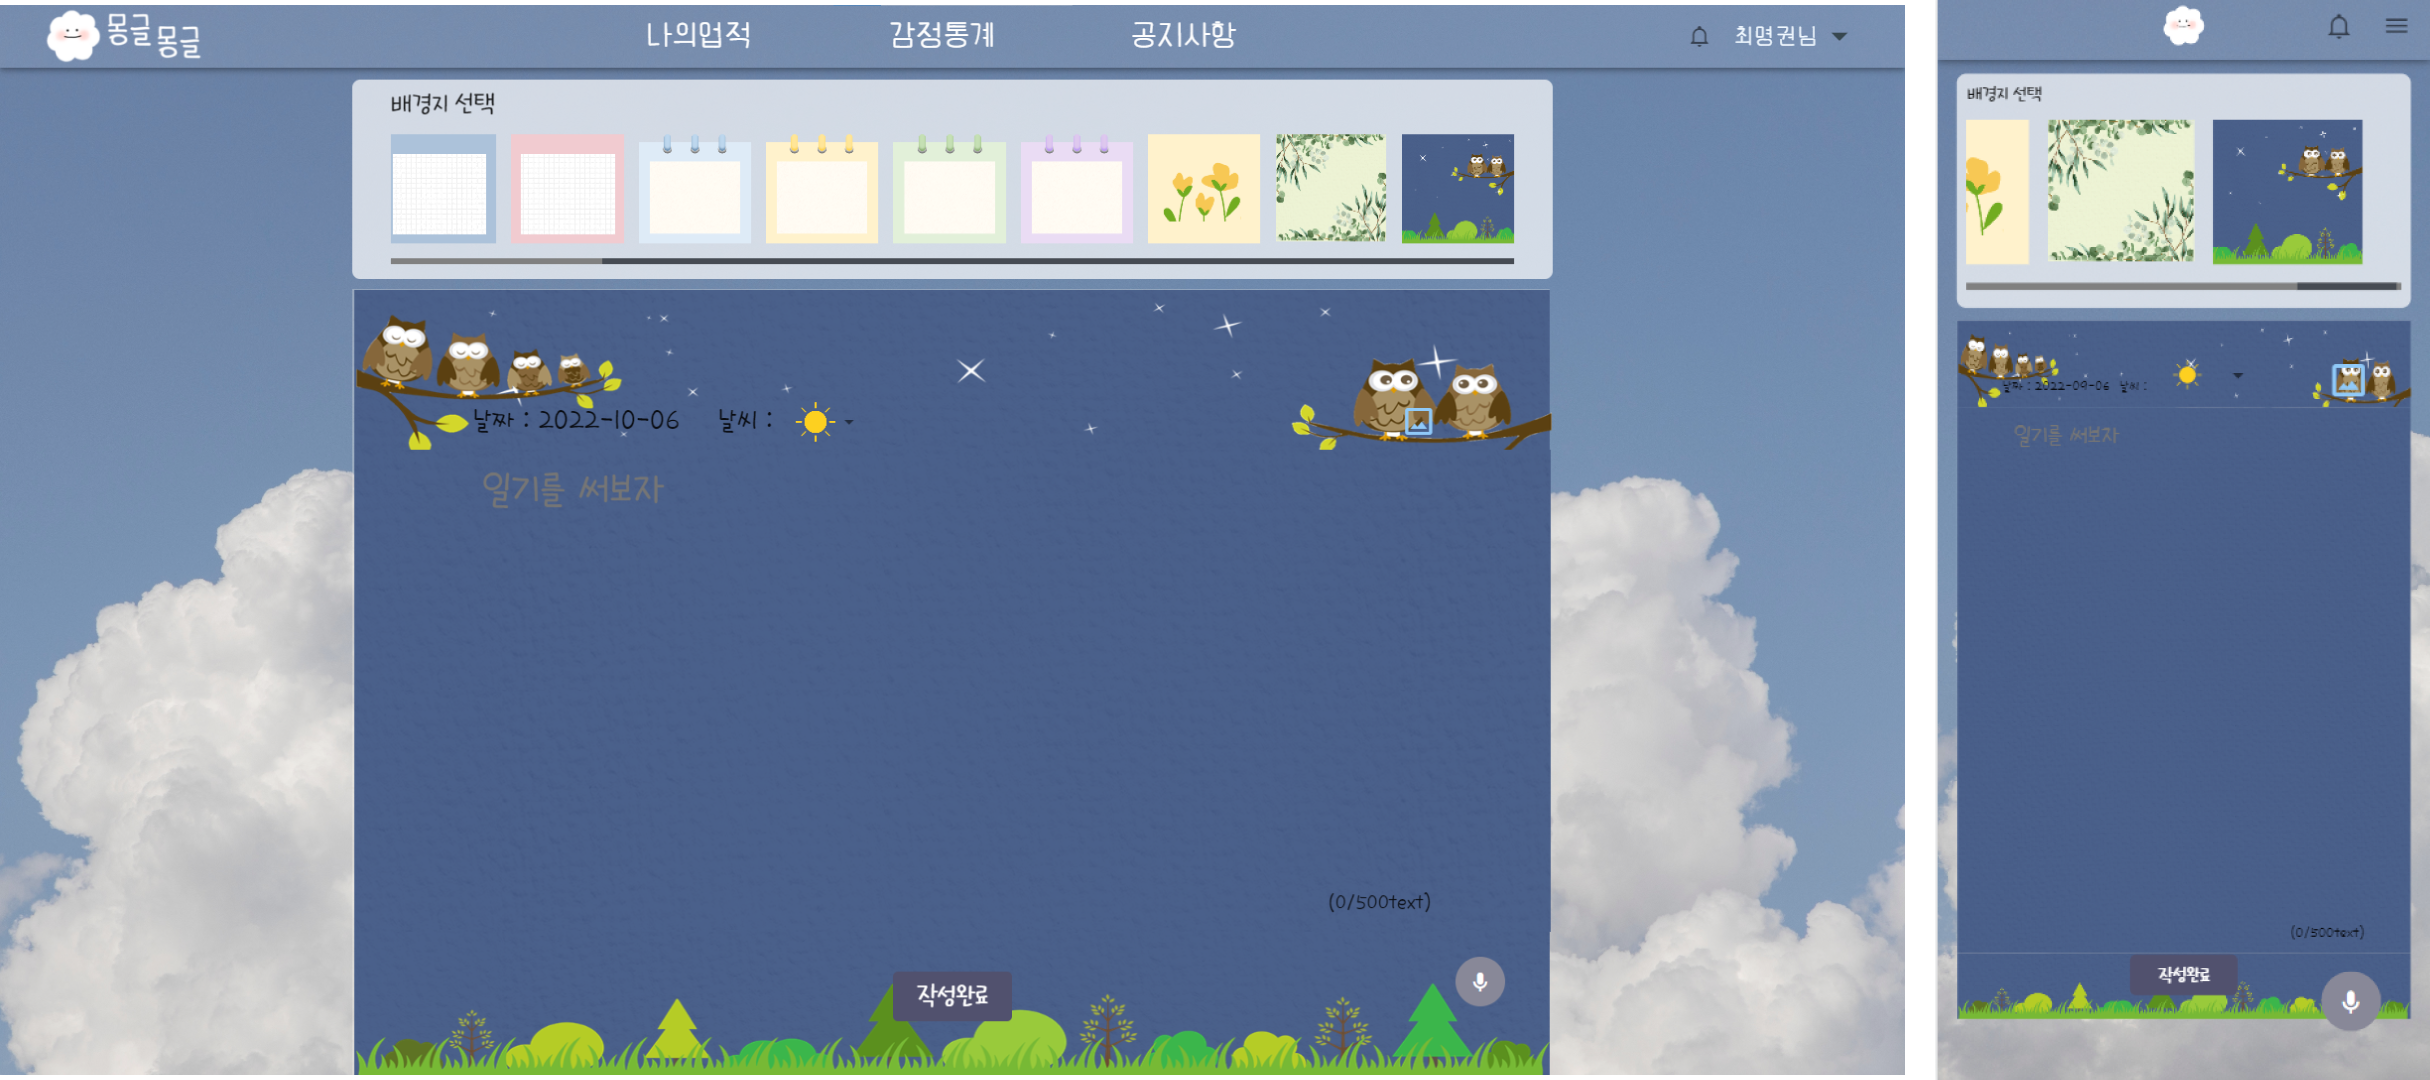 몽글몽글
나의업적 감정통계 공지사항 최명권님
배경지 선택
날짜 : 2022-10-06 날씨 :
일기를 써보자
(0/500text)
작성완료
배경지 선택
날짜 : 2022-09-06 날씨 :
일기를 써보자
(0/500text)
작성완료